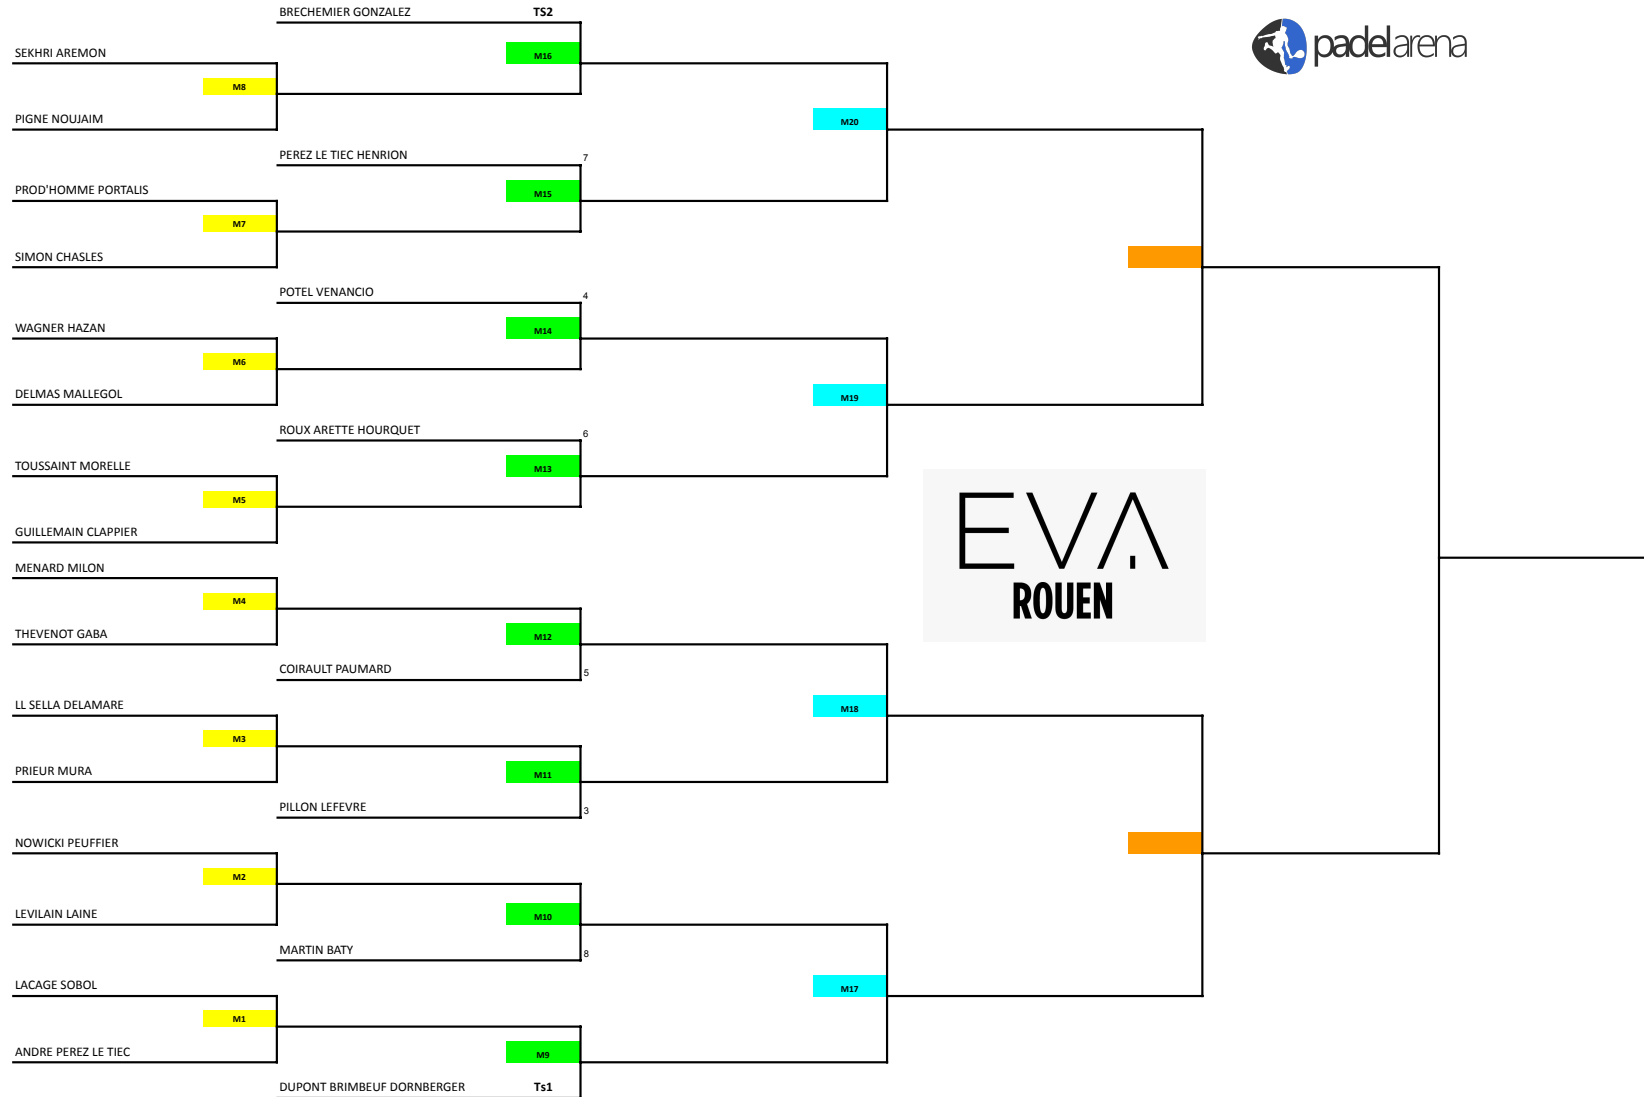 BRECHEMIER GONZALEZ TS2
padelarena
SEKHRI AREMON
M16
M8
PIGNE NOUJAIM
M20
PEREZ LE TIEC HENRION 7
PROD'HOMME PORTALIS
M15
M7
SIMON CHASLES
POTEL VENANCIO 4
WAGNER HAZAN
M14
M6
DELMAS MALLEGOL
M19
ROUX ARETTE HOURQUET 6
TOUSSAINT MORELLE
M13
M5
GUILLEMAIN CLAPPIER
EVA
ROUEN
MENARD MILON
M4
THEVENOT GABA
M12
COIRAULT PAUMARD 5
LL SELLA DELAMARE
M18
M3
PRIEUR MURA
M11
PILLON LEFEVRE 3
NOWICKI PEUFFIER
M2
LEVILAIN LAINE
M10
MARTIN BATY 8
LACAGE SOBOL
M17
M1
ANDRE PEREZ LE TIEC
M9
DUPONT BRIMBEUF DORNBERGER Ts1